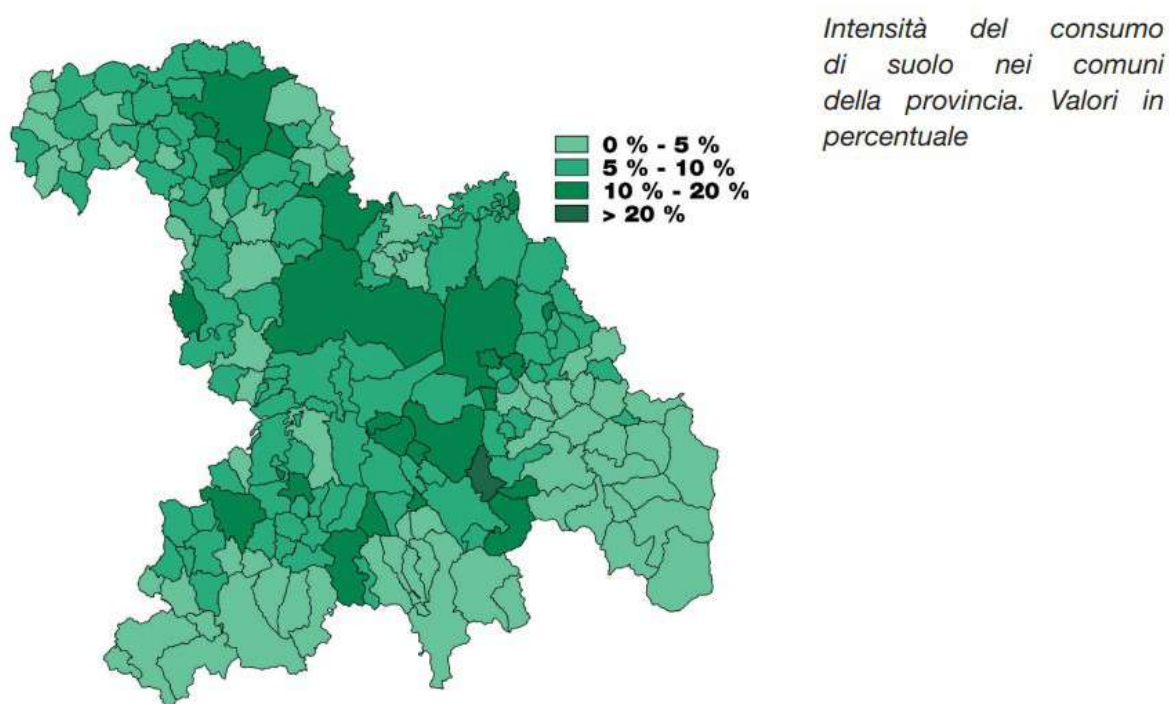 Intensità del consumo
di suolo nei comuni
della provincia. Valori in
percentuale
0 % - 5 %
5 % - 10 %
10 % - 20 %
> 20 %